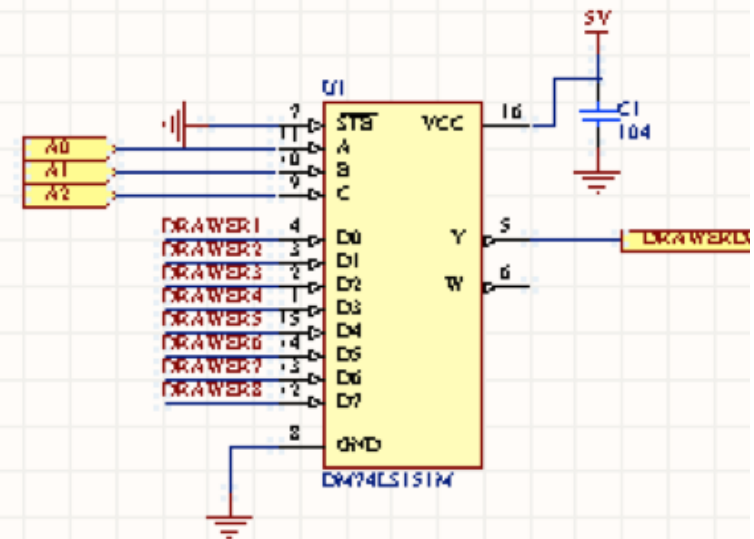 5V
U1
7 STB VCC 16
C1
104
A0 11 A
A1 10 B
A2 9 C
DRAWER1 4 D0 Y 5
DRAWER2 3 D1
DRAWER3 2 D2 W 6
DRAWER4 1 D3
DRAWER5 15 D4
DRAWER6 14 D5
DRAWER7 13 D6
DRAWER8 12 D7
8 GND
DM74LS151M